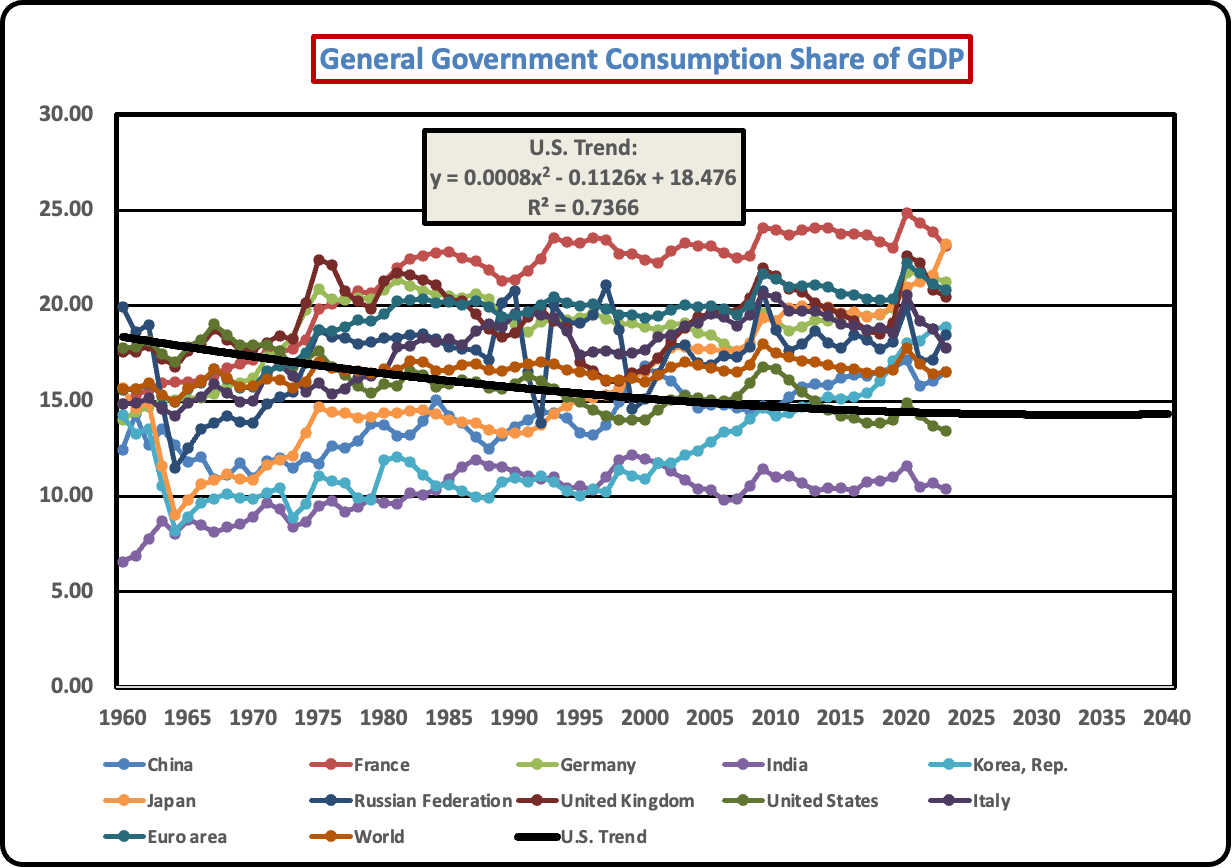 General Government Consumption Share of GDP
30.00
25.00
20.00
15.00
10.00
5.00
0.00
U.S. Trend:
y = 0.0008x² - 0.1126x + 18.476
R² = 0.7366
1960 1965 1970 1975 1980 1985 1990 1995 2000 2005 2010 2015 2020 2025 2030 2035 2040
China France Germany India Korea, Rep.
Japan Russian Federation United Kingdom United States Italy
Euro area World U.S. Trend